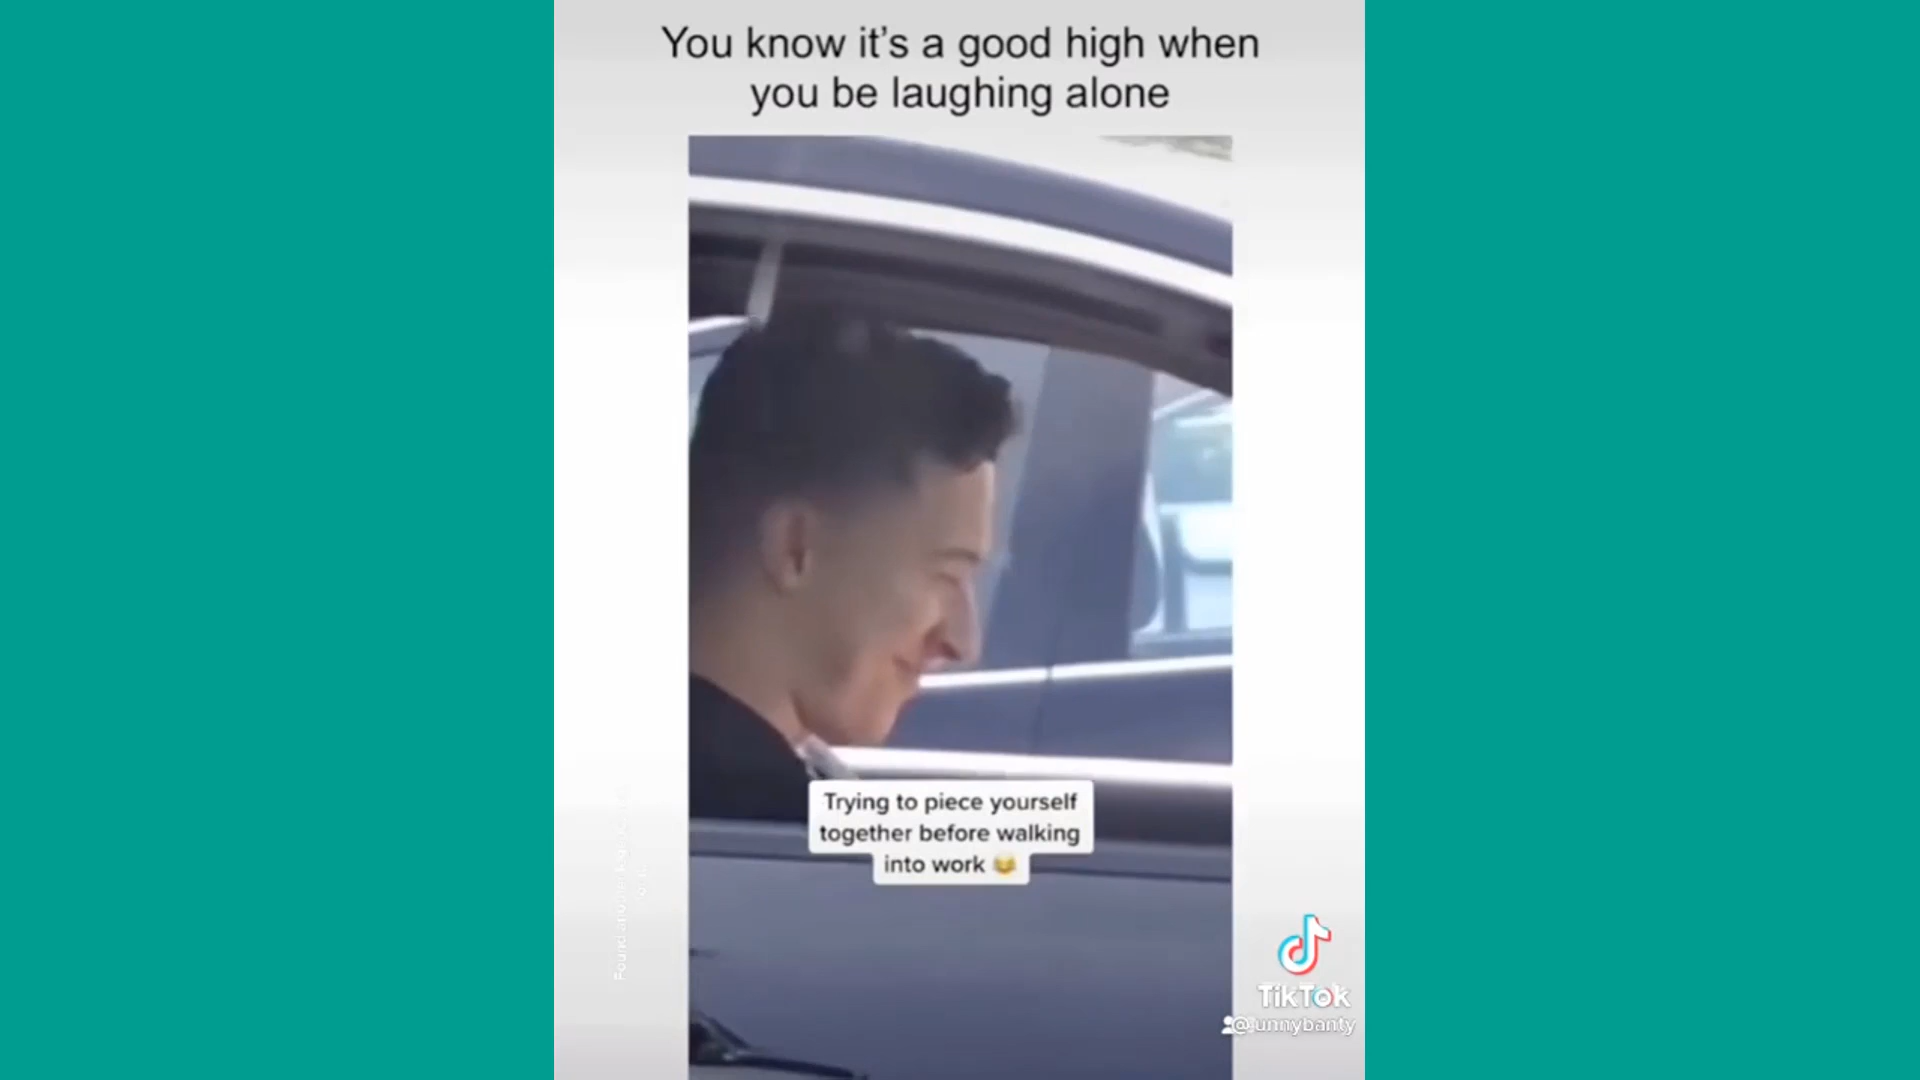 You know it's a good high when
you be laughing alone
Trying to piece yourself
together before walking
into work 😂
TikTok
unnybanty